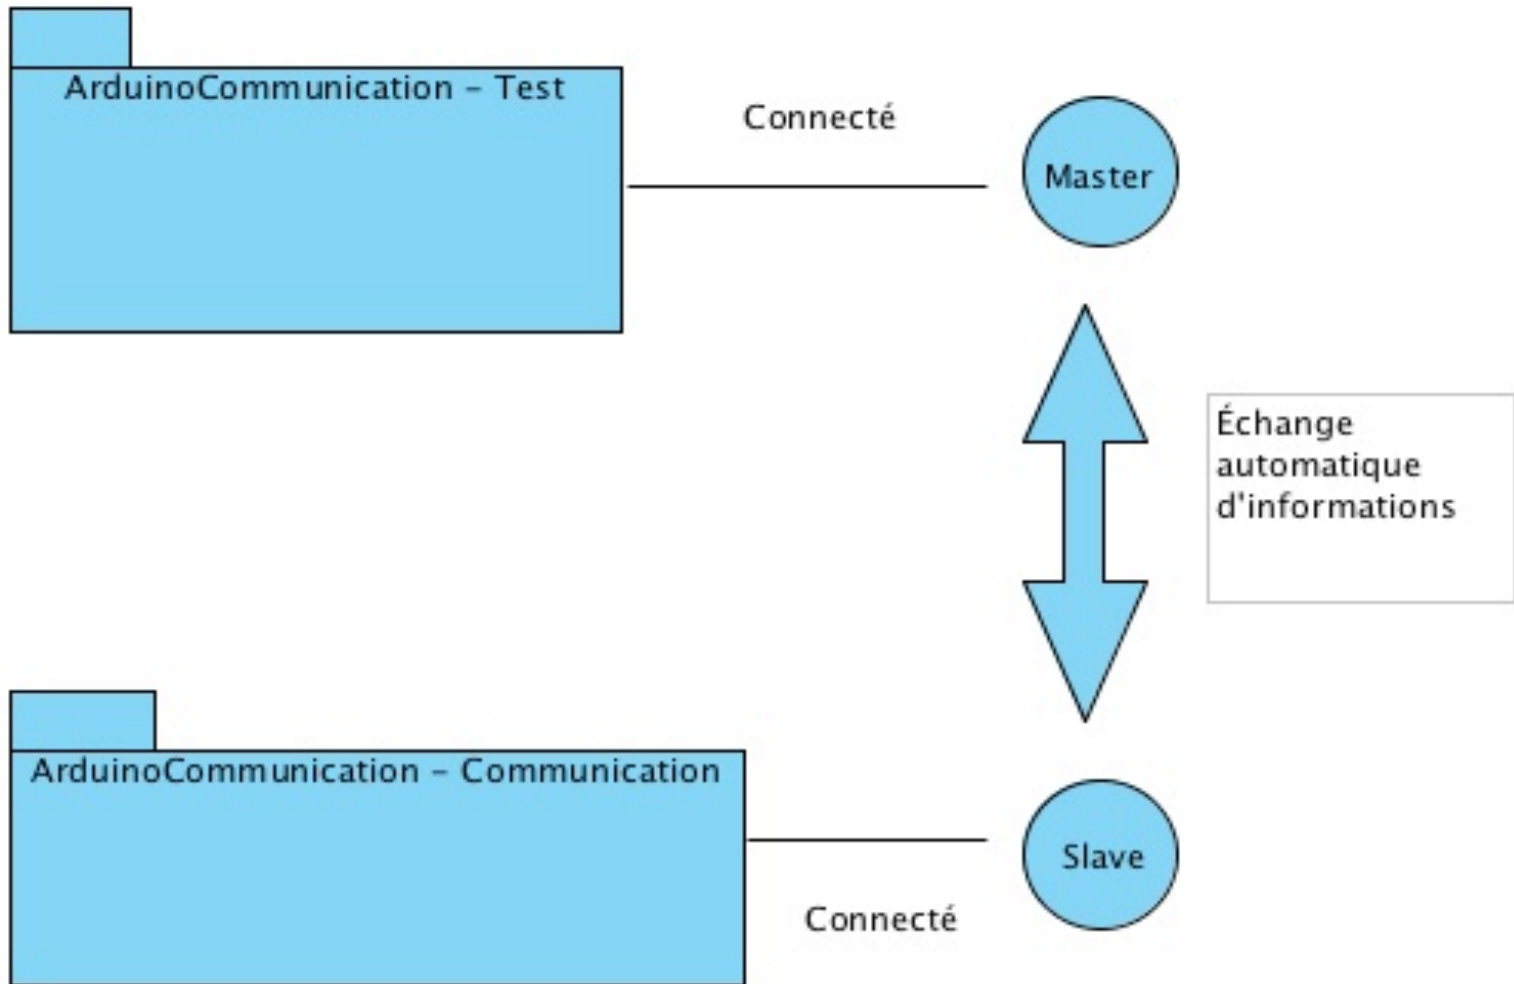 ArduinoCommunication – Test
Connecté
Master
Échange
automatique
d'informations
ArduinoCommunication – Communication
Slave
Connecté